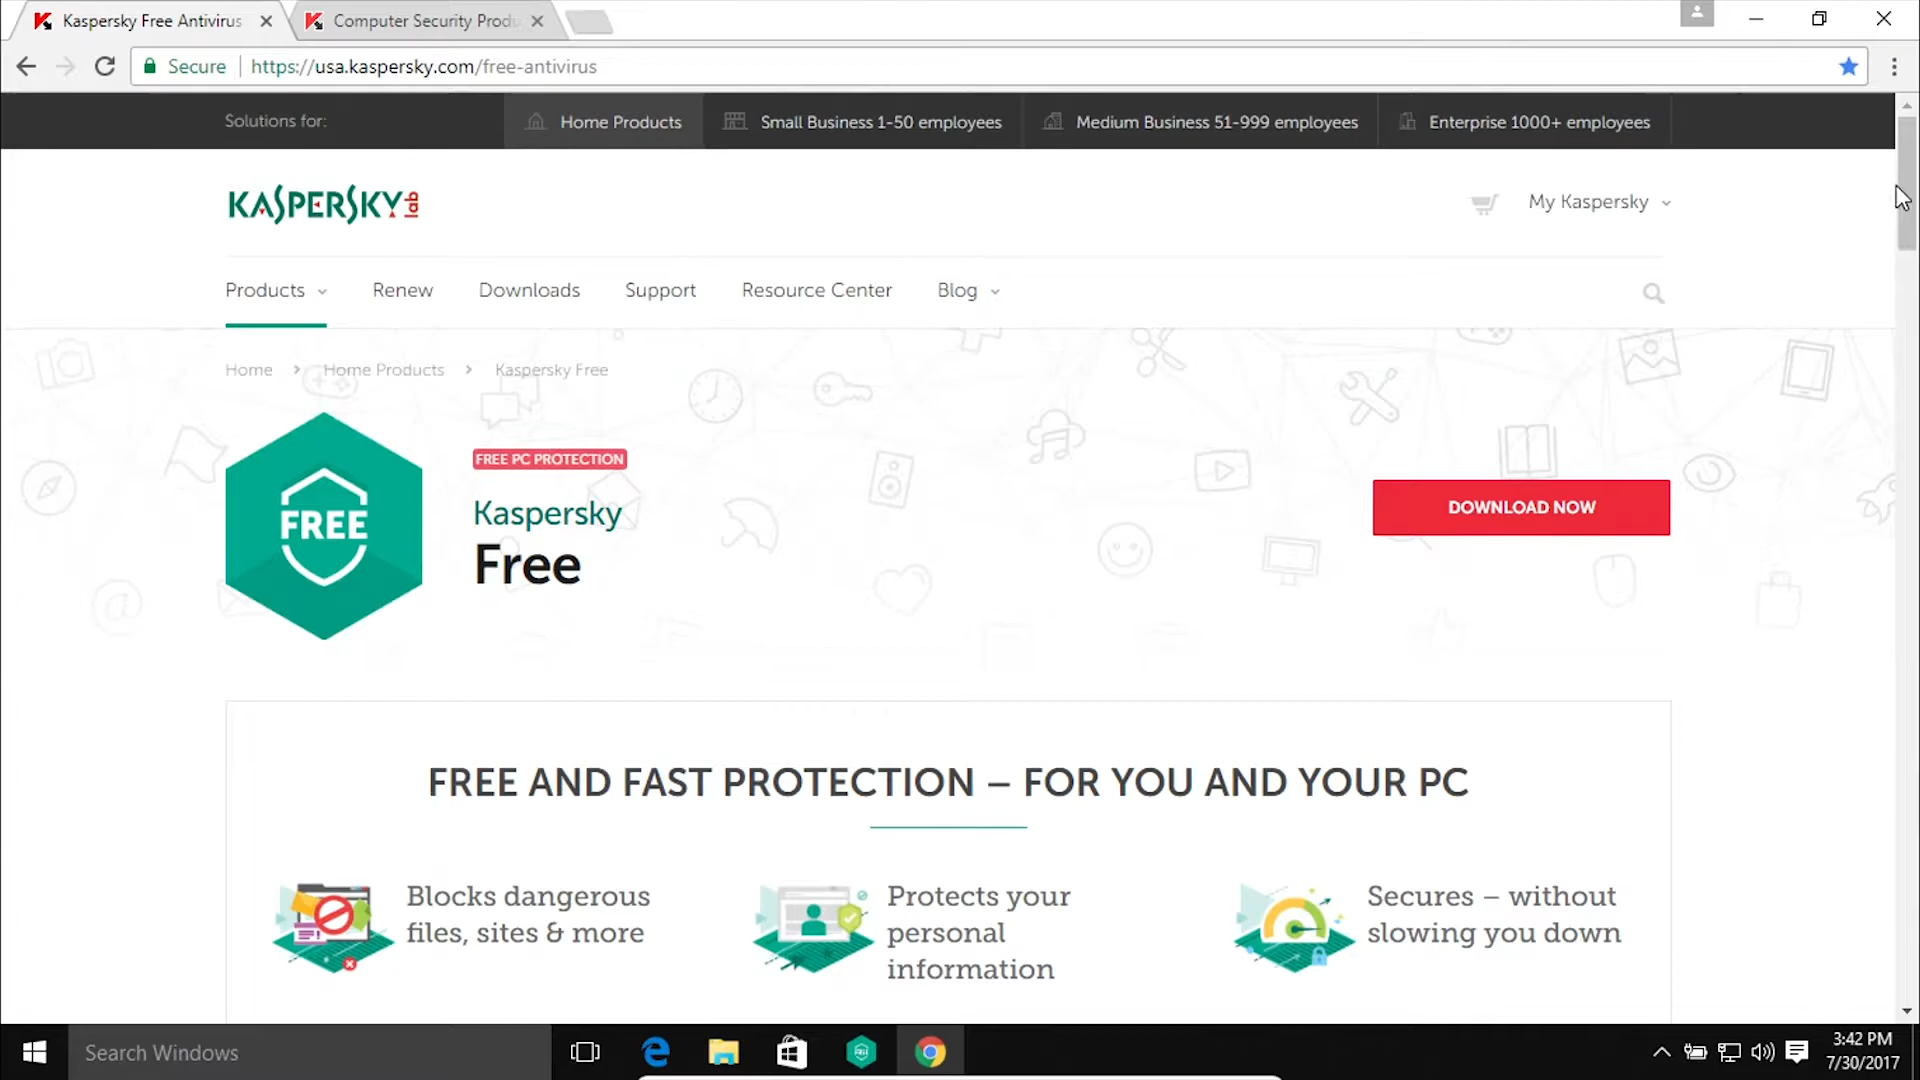 Kaspersky Free Antivirus
Computer Security Produ
Secure
https://usa.kaspersky.com/free-antivirus
Solutions for:
Home Products
Small Business 1-50 employees
Medium Business 51-999 employees
Enterprise 1000+ employees
KASPERSKY lab
My Kaspersky
Products
Renew
Downloads
Support
Resource Center
Blog
Home
Home Products
Kaspersky Free
FREE
FREE PC PROTECTION
Kaspersky
Free
DOWNLOAD NOW
FREE AND FAST PROTECTION – FOR YOU AND YOUR PC
Blocks dangerous
files, sites & more
Protects your
personal
information
Secures – without
slowing you down
Search Windows
3:42 PM
7/30/2017